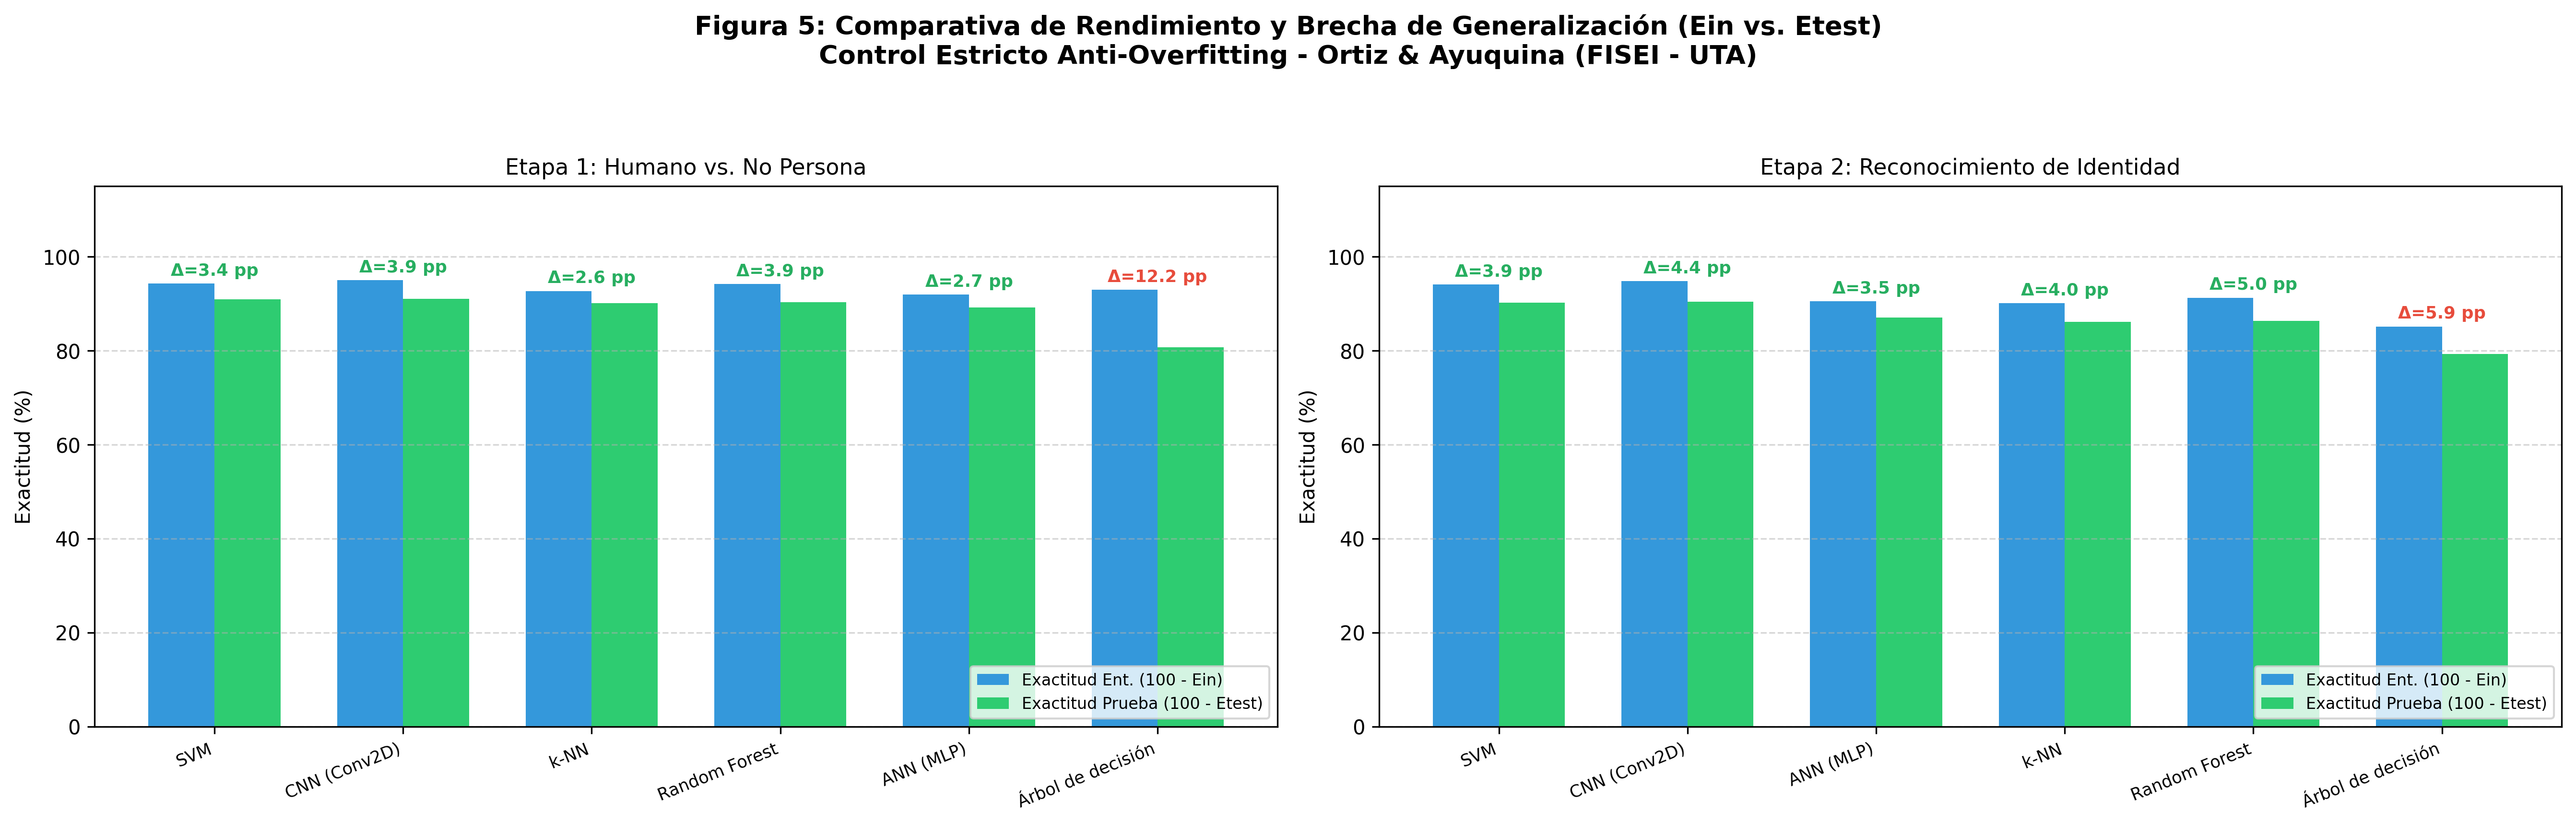 Figura 5: Comparativa de Rendimiento y Brecha de Generalización (Ein vs. Etest)
Control Estricto Anti-Overfitting - Ortiz & Ayuquina (FISEI - UTA)
Etapa 1: Humano vs. No Persona
Exactitud (%)
100
80
60
40
20
0
Δ=3.4 pp
Δ=3.9 pp
Δ=2.6 pp
Δ=3.9 pp
Δ=2.7 pp
Δ=12.2 pp
Exactitud Ent. (100 - Ein)
Exactitud Prueba (100 - Etest)
SVM
CNN (Conv2D)
k-NN
Random Forest
ANN (MLP)
Árbol de decisión
Etapa 2: Reconocimiento de Identidad
Exactitud (%)
100
80
60
40
20
0
Δ=3.9 pp
Δ=4.4 pp
Δ=3.5 pp
Δ=4.0 pp
Δ=5.0 pp
Δ=5.9 pp
Exactitud Ent. (100 - Ein)
Exactitud Prueba (100 - Etest)
SVM
CNN (Conv2D)
ANN (MLP)
k-NN
Random Forest
Árbol de decisión